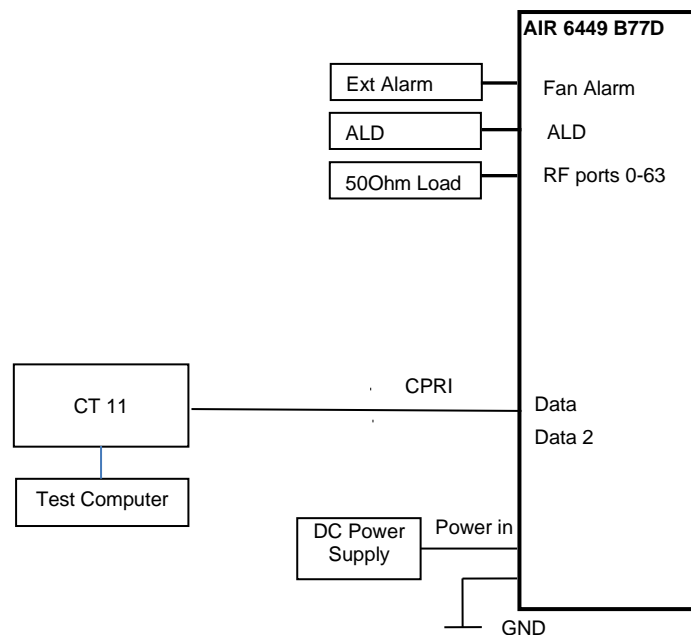 AIR 6449 B77D
Ext Alarm
Fan Alarm
ALD
ALD
50Ohm Load
RF ports 0-63
CT 11
CPRI
Data
Data 2
Test Computer
DC Power
Supply
Power in
GND